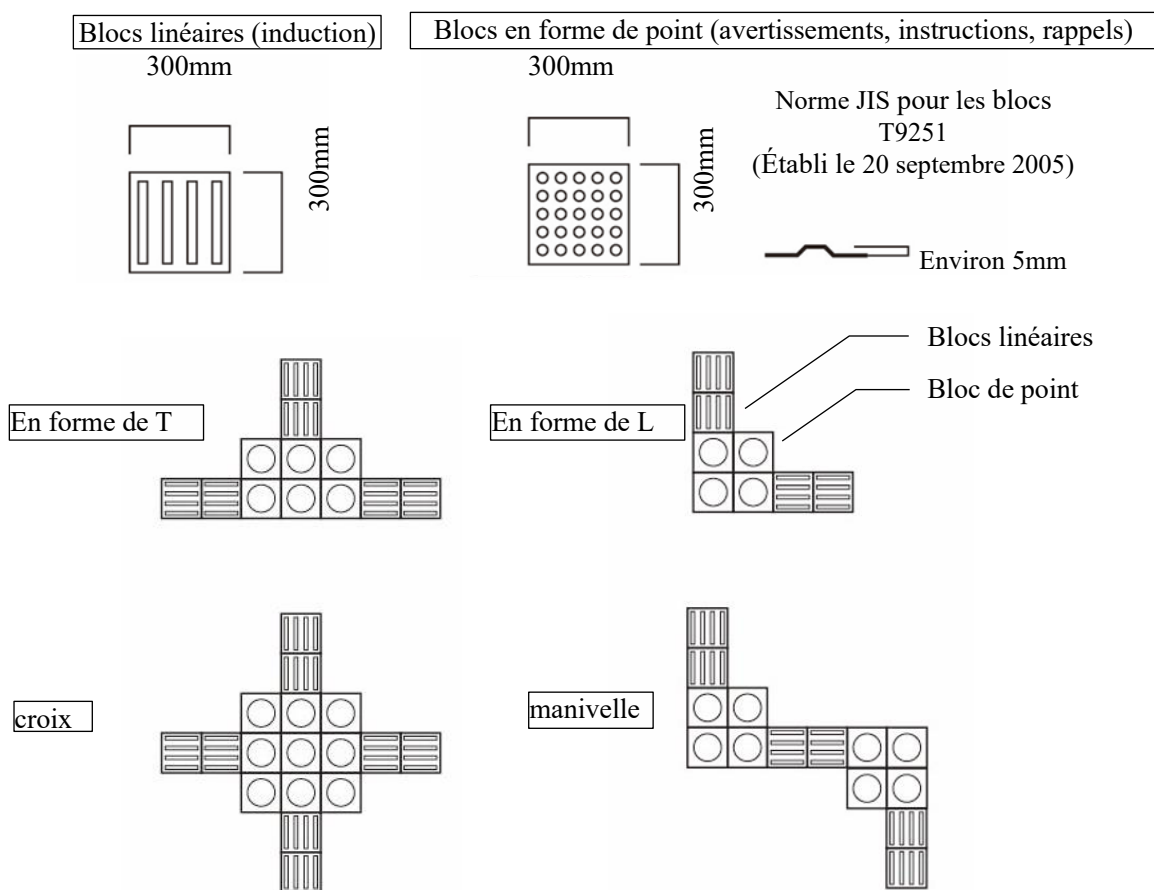 Blocs linéaires (induction)
Blocs en forme de point (avertissements, instructions, rappels)
300mm
300mm
300mm
300mm
Norme JIS pour les blocs
T9251
(Établi le 20 septembre 2005)
Environ 5mm
Blocs linéaires
Bloc de point
En forme de T
En forme de L
croix
manivelle